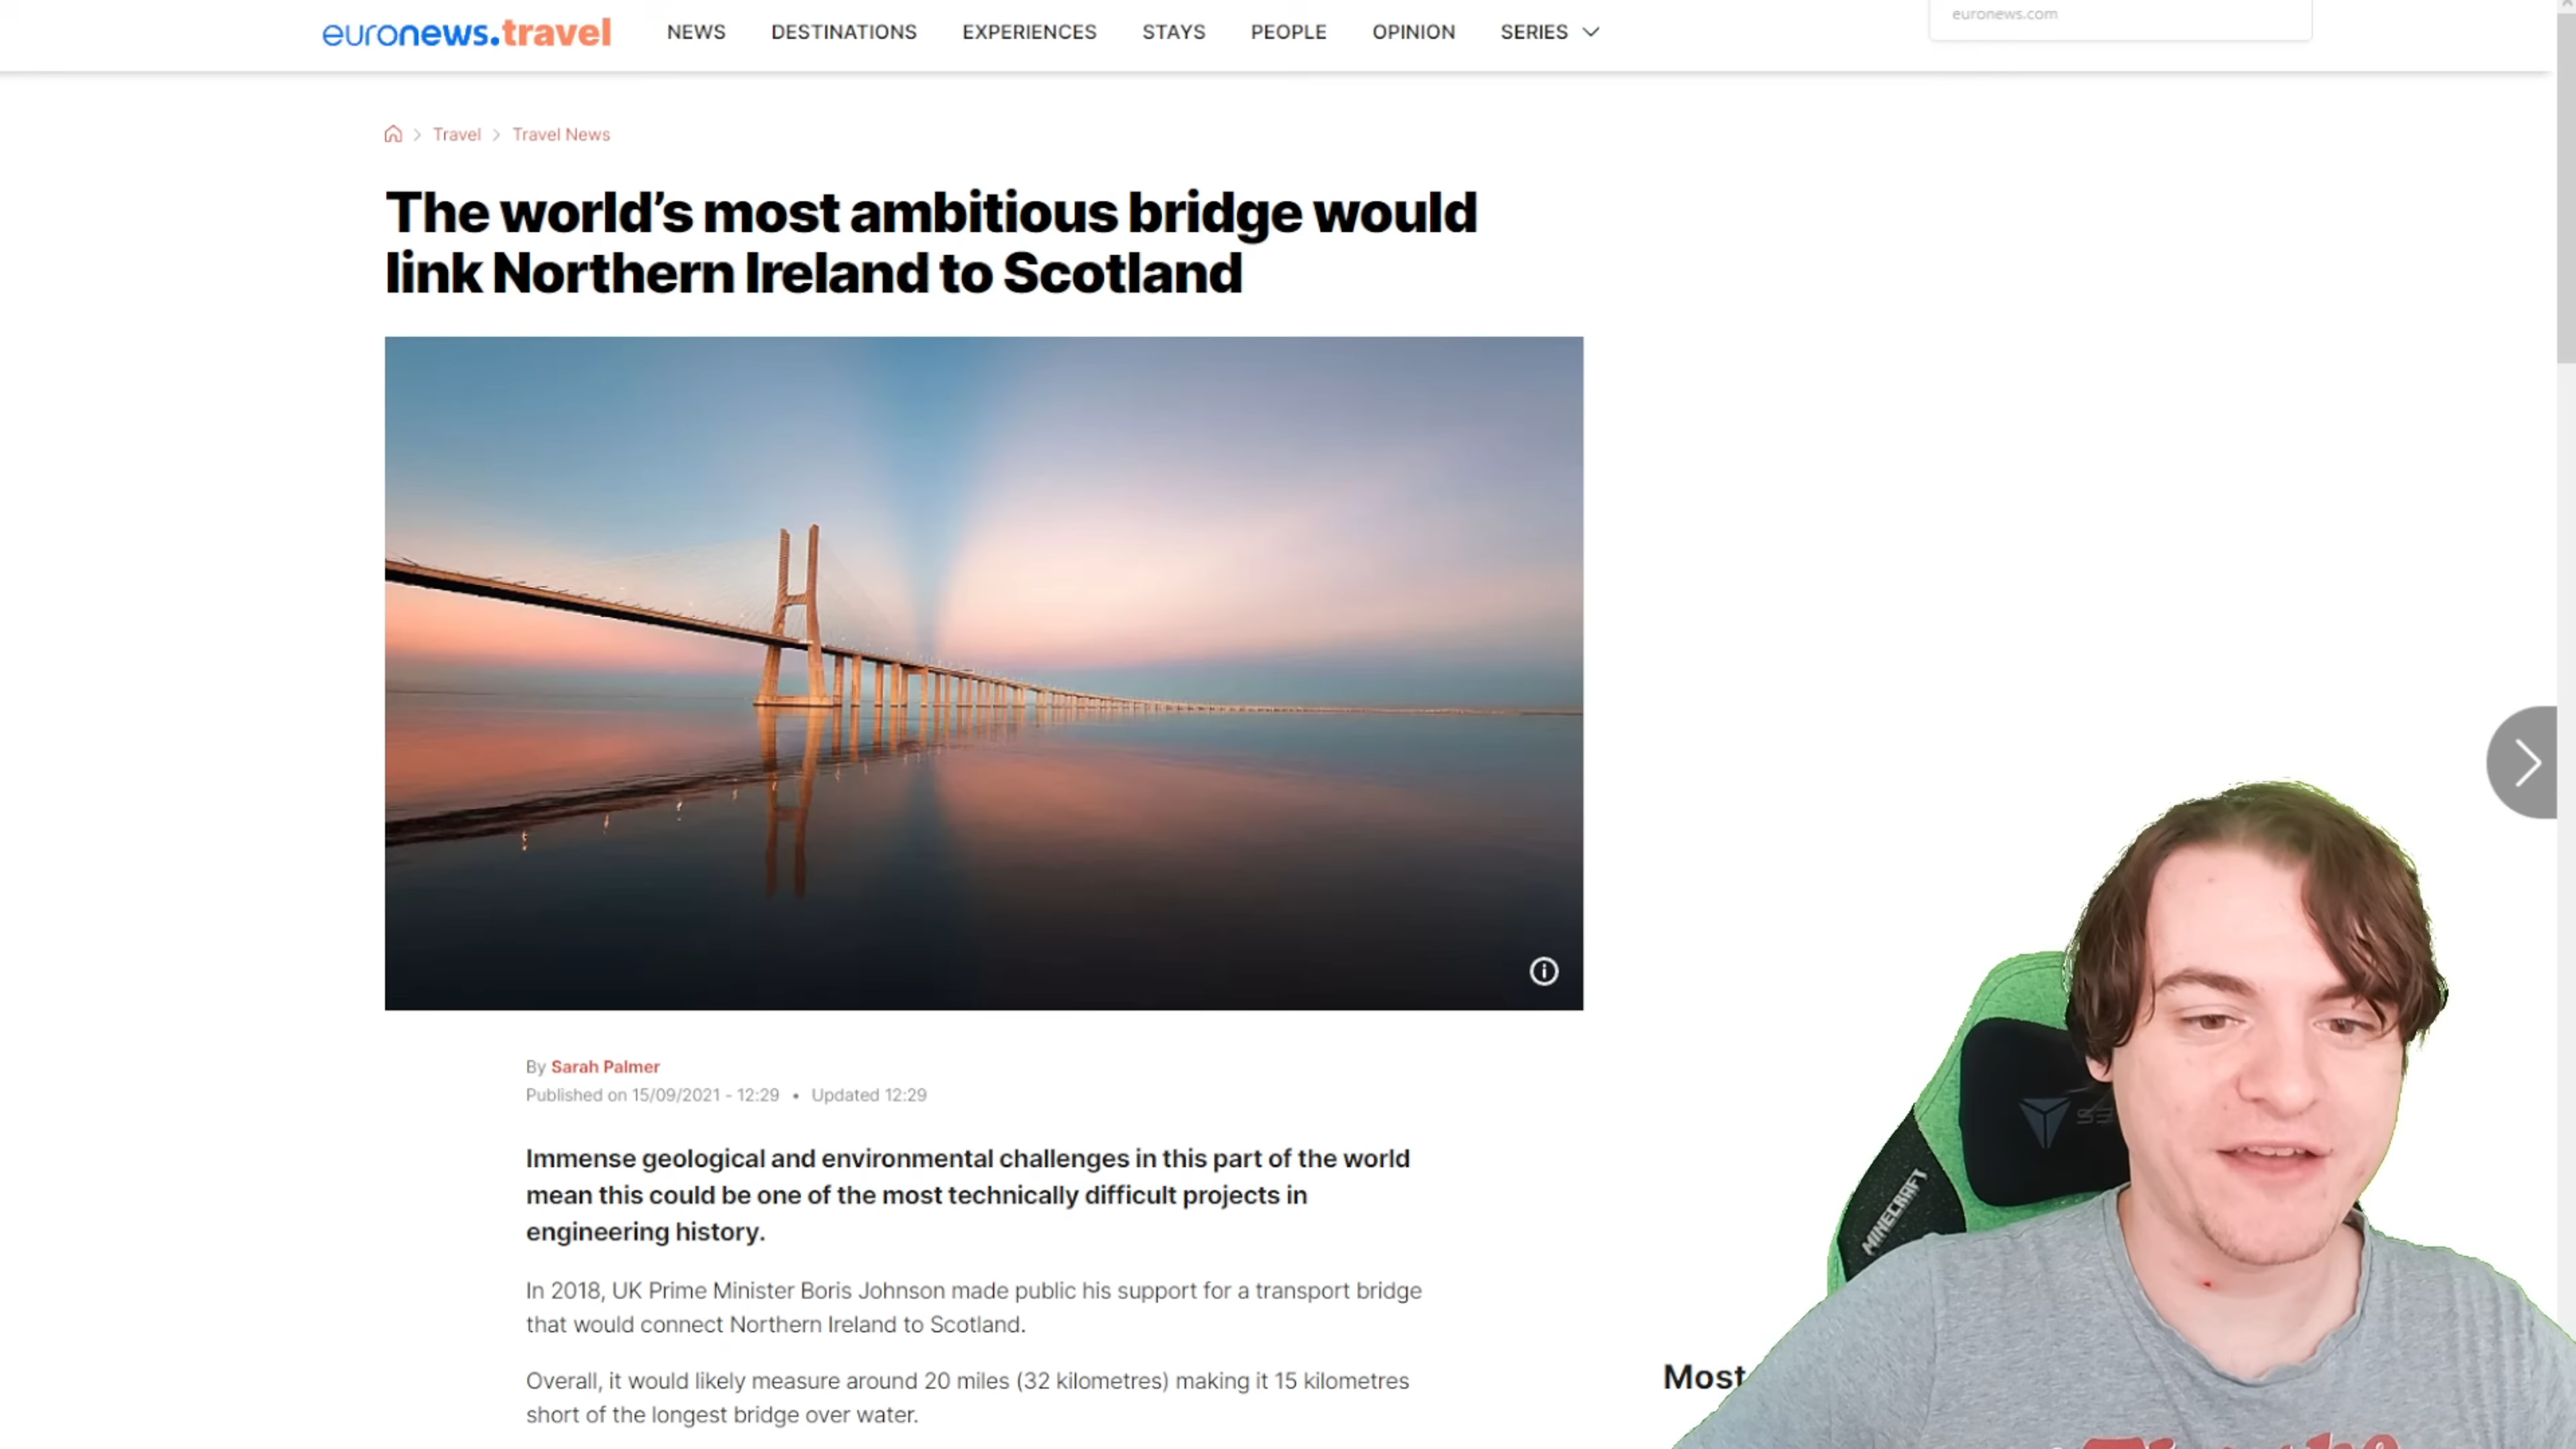 euronews.travel NEWS DESTINATIONS EXPERIENCES STAYS PEOPLE OPINION SERIES
euronews.com
Travel Travel News
The world's most ambitious bridge would
link Northern Ireland to Scotland
By Sarah Palmer
Published on 15/09/2021 - 12:29 • Updated 12:29
Immense geological and environmental challenges in this part of the world
mean this could be one of the most technically difficult projects in
engineering history.
In 2018, UK Prime Minister Boris Johnson made public his support for a transport bridge
that would connect Northern Ireland to Scotland.
Overall, it would likely measure around 20 miles (32 kilometres) making it 15 kilometres
short of the longest bridge over water.
Most
MINECRAFT